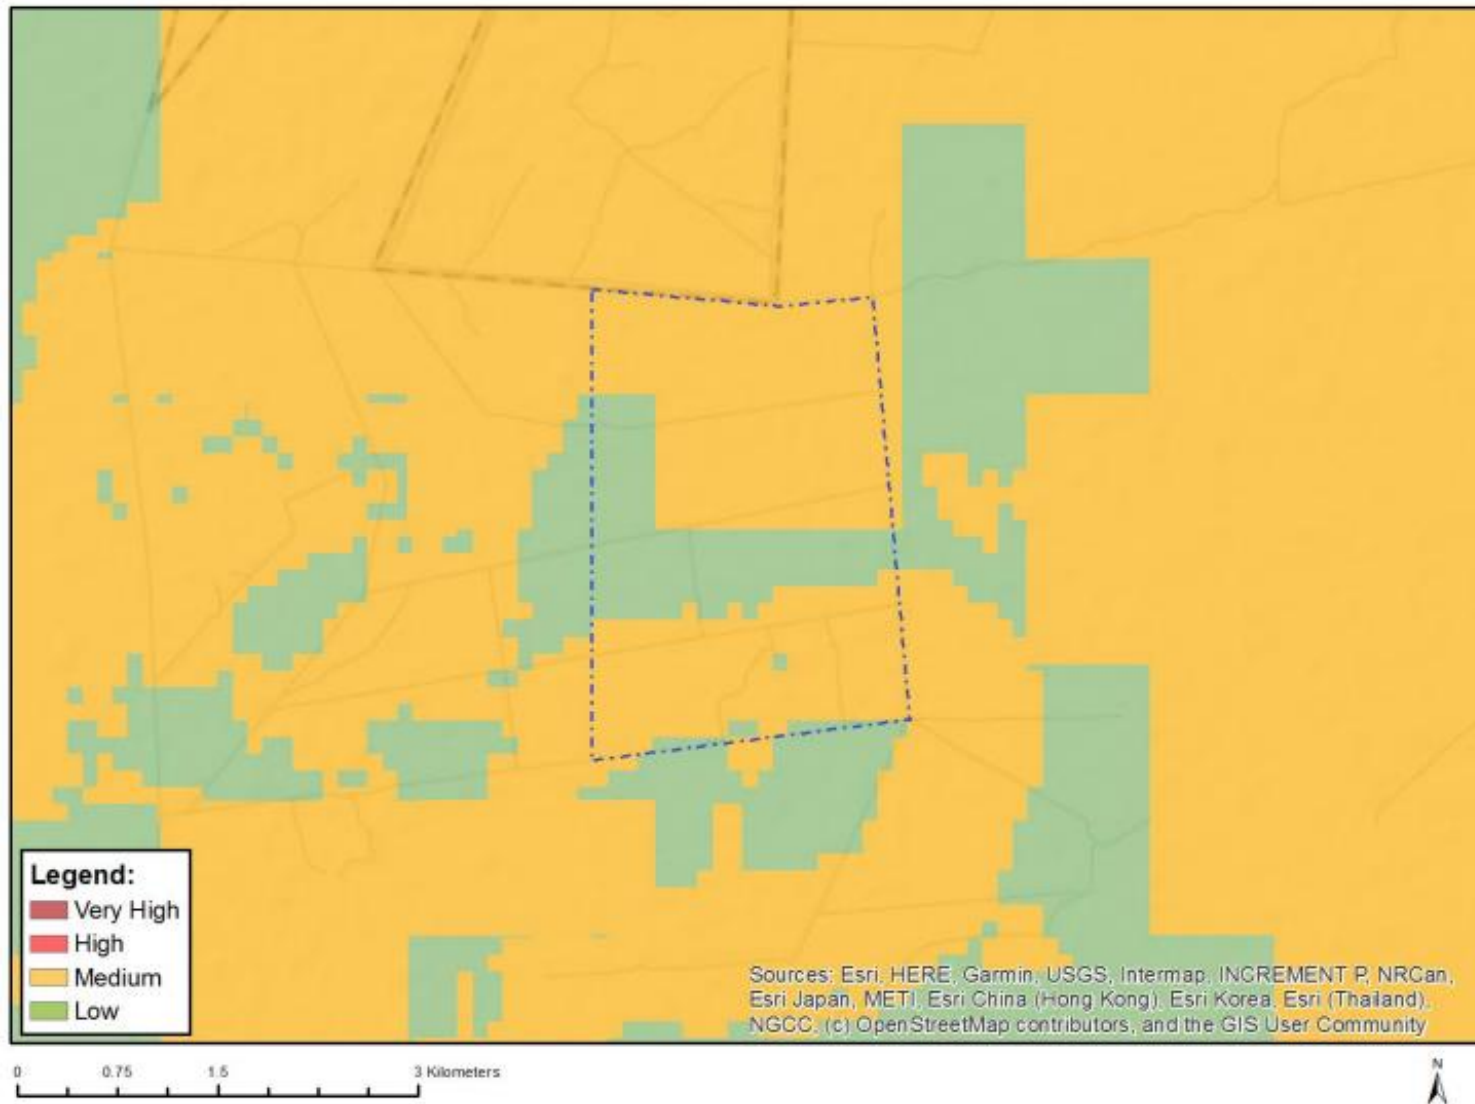 Legend:
Very High
High
Medium
Low
Sources: Esri, HERE, Garmin, USGS, Intermap, INCREMENT P, NRCan,
Esri Japan, METI, Esri China (Hong Kong), Esri Korea, Esri (Thailand),
NGCC, (c) OpenStreetMap contributors, and the GIS User Community
0 0.75 1.5 3 Kilometers
N